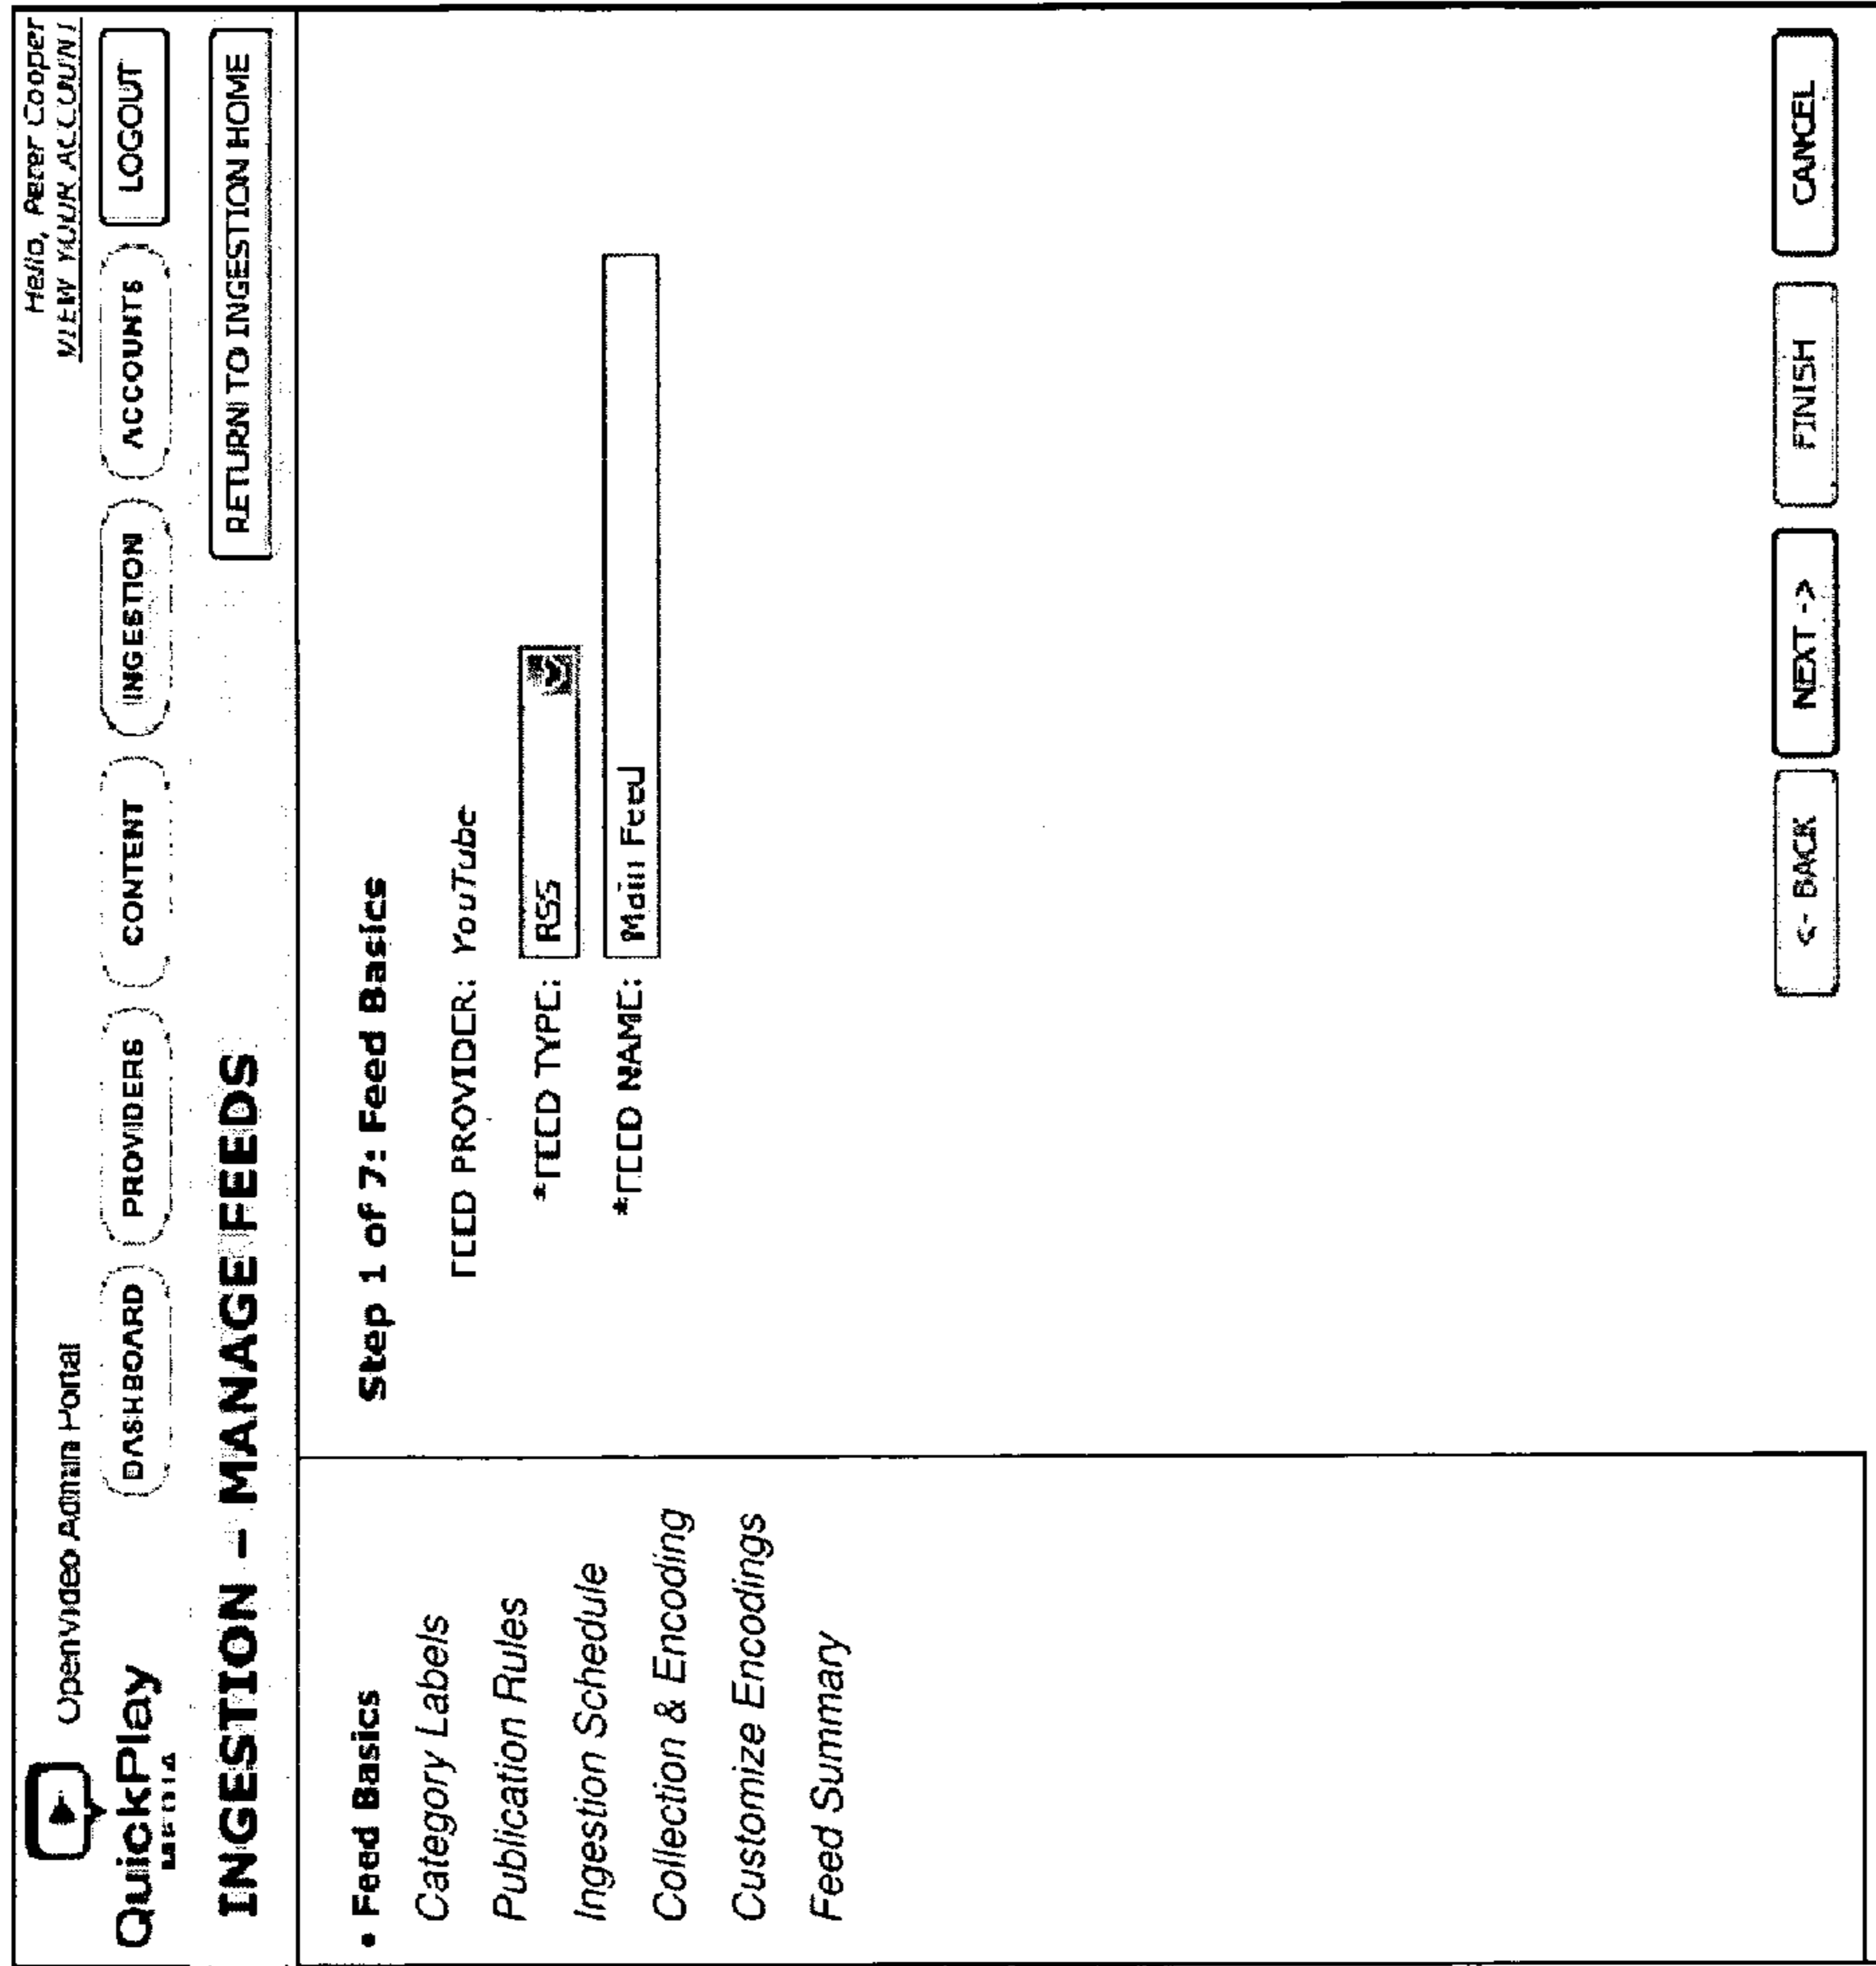 Hello, Peter Cooper
VIEW YOUR ACCOUNT
Openvideo Admin Portal
QuickPlay
MEDIA
DASHBOARD PROVIDERS CONTENT INGESTION ACCOUNTS LOGOUT
INGESTION - MANAGE FEEDS RETURN TO INGESTION HOME
• Feed Basics
Category Labels
Publication Rules
Ingestion Schedule
Collection & Encoding
Customize Encodings
Feed Summary
Step 1 of 7: Feed Basics
FEED PROVIDER: YouTube
*FEED TYPE: RSS
*FEED NAME: Main Feed
<- BACK NEXT -> FINISH CANCEL